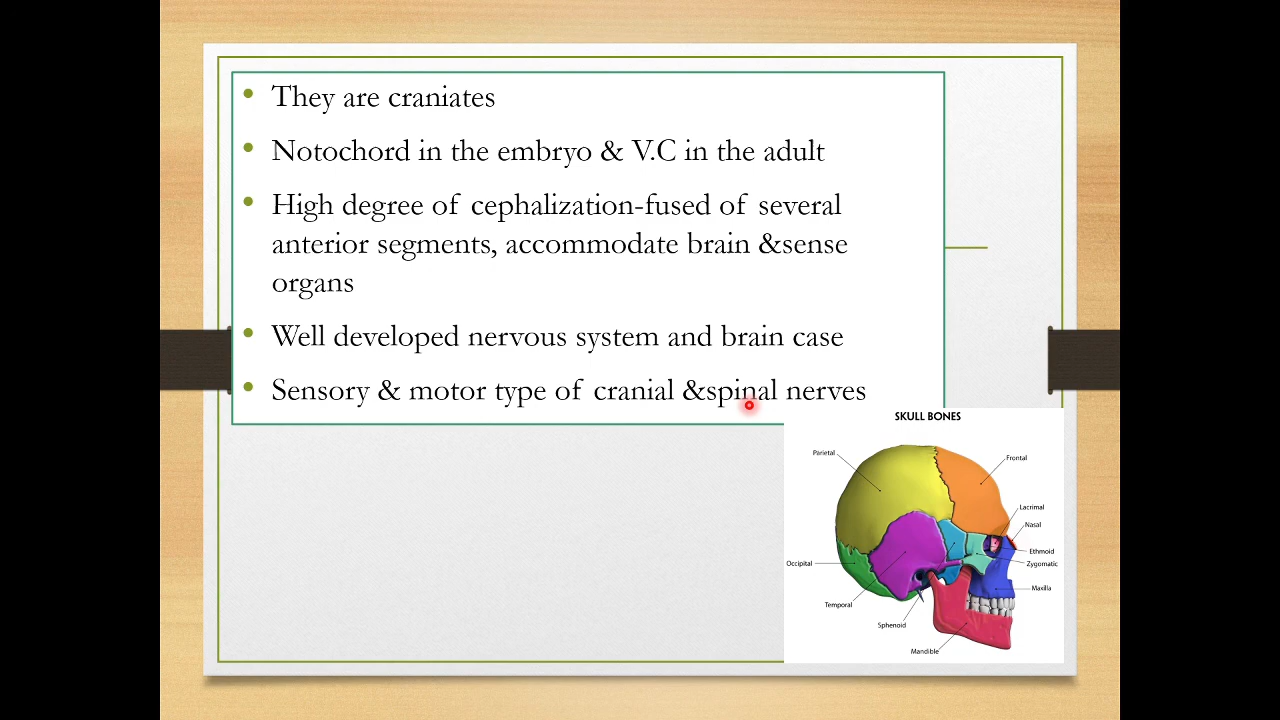 They are craniates
Notochord in the embryo & V.C in the adult
High degree of cephalization-fused of several
anterior segments, accommodate brain &sense
organs
Well developed nervous system and brain case
Sensory & motor type of cranial &spinal nerves
SKULL BONES
Parietal
Frontal
Lacrimal
Nasal
Ethmoid
Zygomatic
Occipital
Maxilla
Temporal
Sphenoid
Mandible